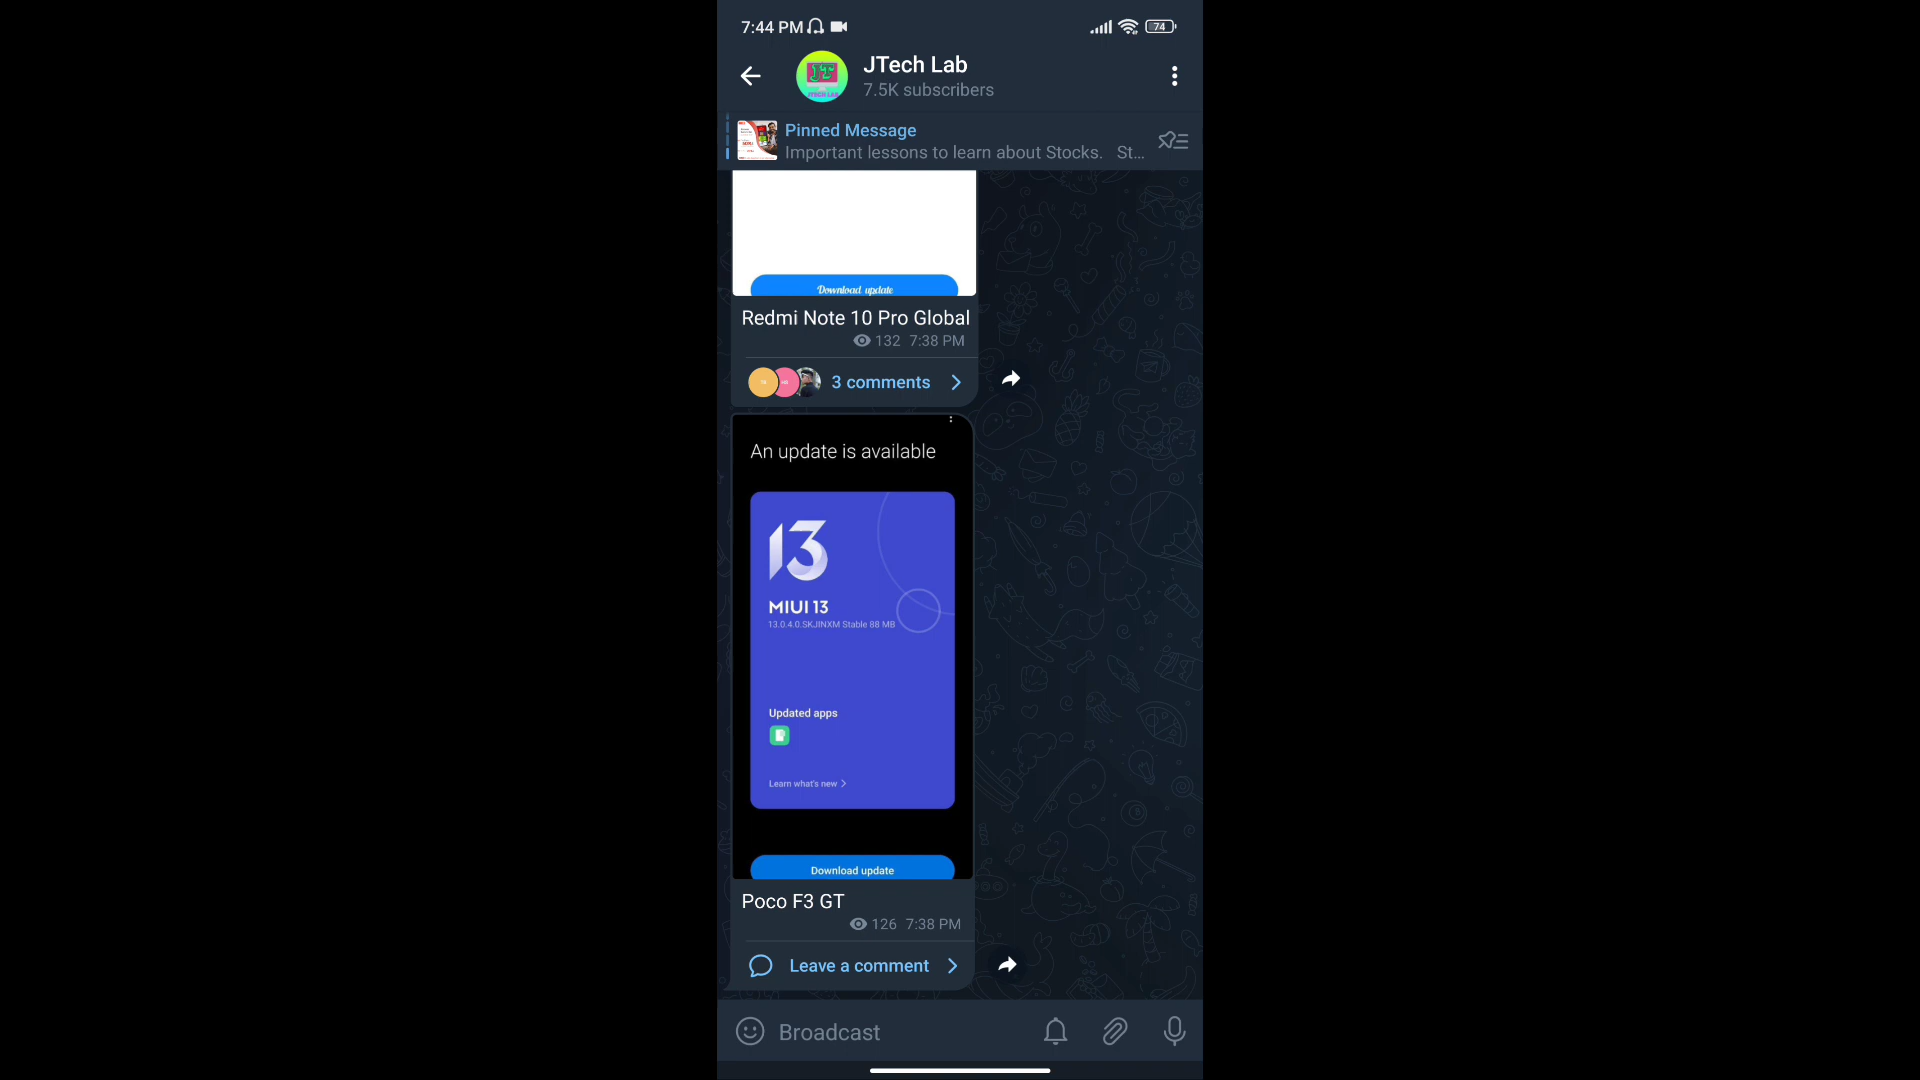 7:44 PM
74
JTech Lab
7.5K subscribers
Pinned Message
Important lessons to learn about Stocks. St...
Download update
Redmi Note 10 Pro Global
132 7:38 PM
3 comments
An update is available
13
MIUI 13
13.0.4.0.SKJINXM Stable 88 MB
Updated apps
Learn what's new
Download update
Poco F3 GT
126 7:38 PM
Leave a comment
Broadcast